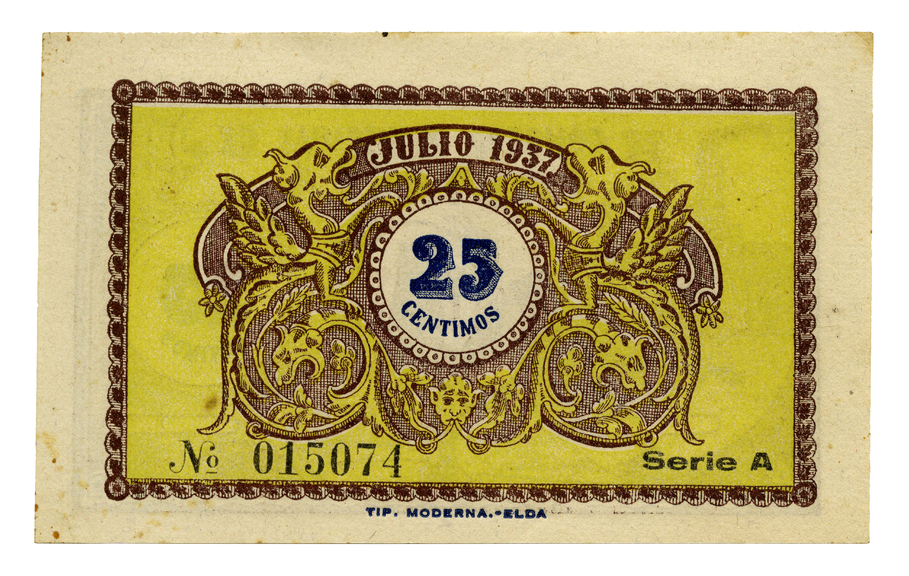 JULIO 1937
25
CENTIMOS
Nº 015074
Serie A
TIP. MODERNA.-ELDA